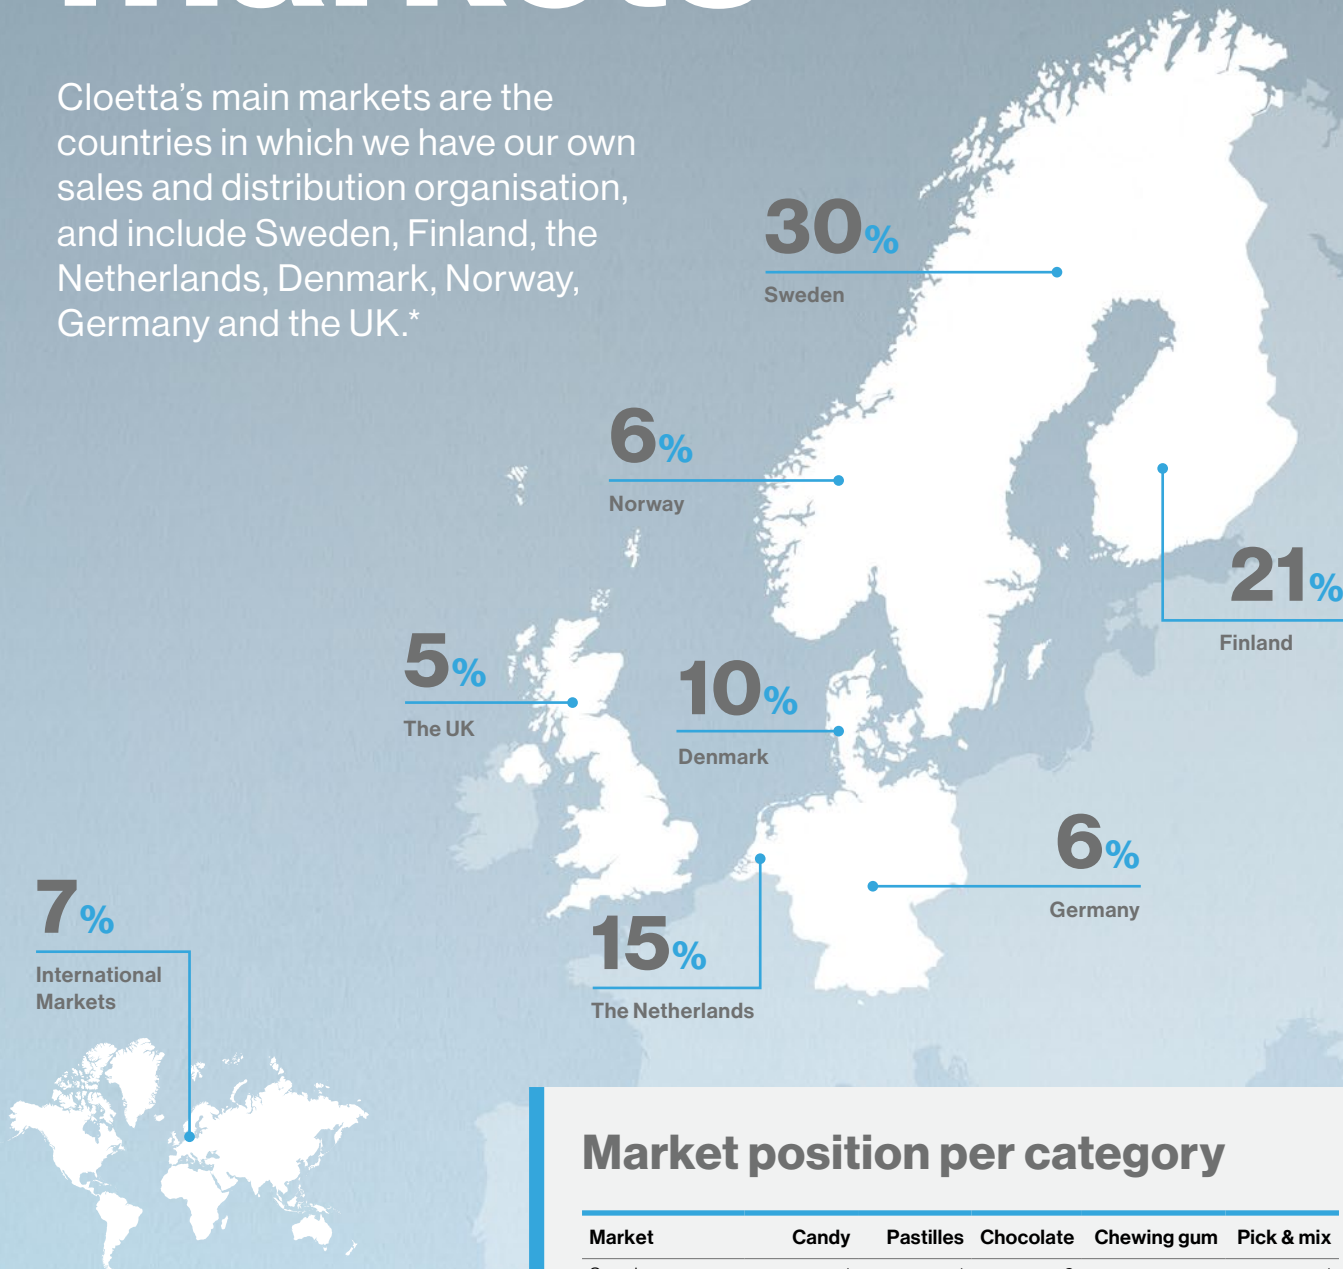 markets
Cloetta’s main markets are the
countries in which we have our own
sales and distribution organisation,
and include Sweden, Finland, the
Netherlands, Denmark, Norway,
Germany and the UK.*
30%
Sweden
6%
Norway
21%
Finland
5%
The UK
10%
Denmark
6%
Germany
7%
International
Markets
15%
The Netherlands
Market position per category
Market Candy Pastilles Chocolate Chewing gum Pick & mix